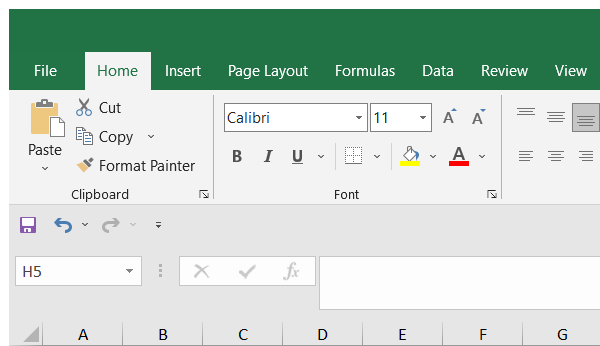 File Home Insert Page Layout Formulas Data Review View
Cut
Calibri 11 A A
Copy
Paste
B I U A
Format Painter
Clipboard Font
H5 fx
A B C D E F G